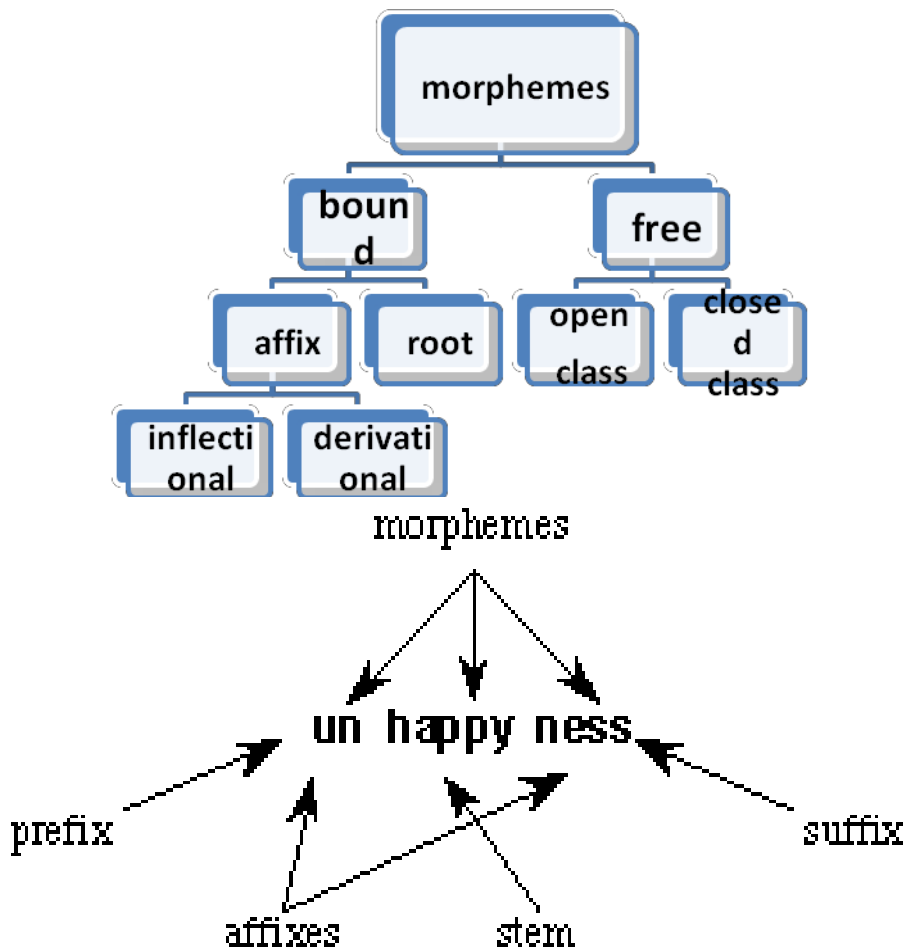 morphemes
boun
d
free
affix
root
open
class
close
d
class
inflecti
onal
derivati
onal
morphemes
un happy ness
prefix
suffix
affixes
stem